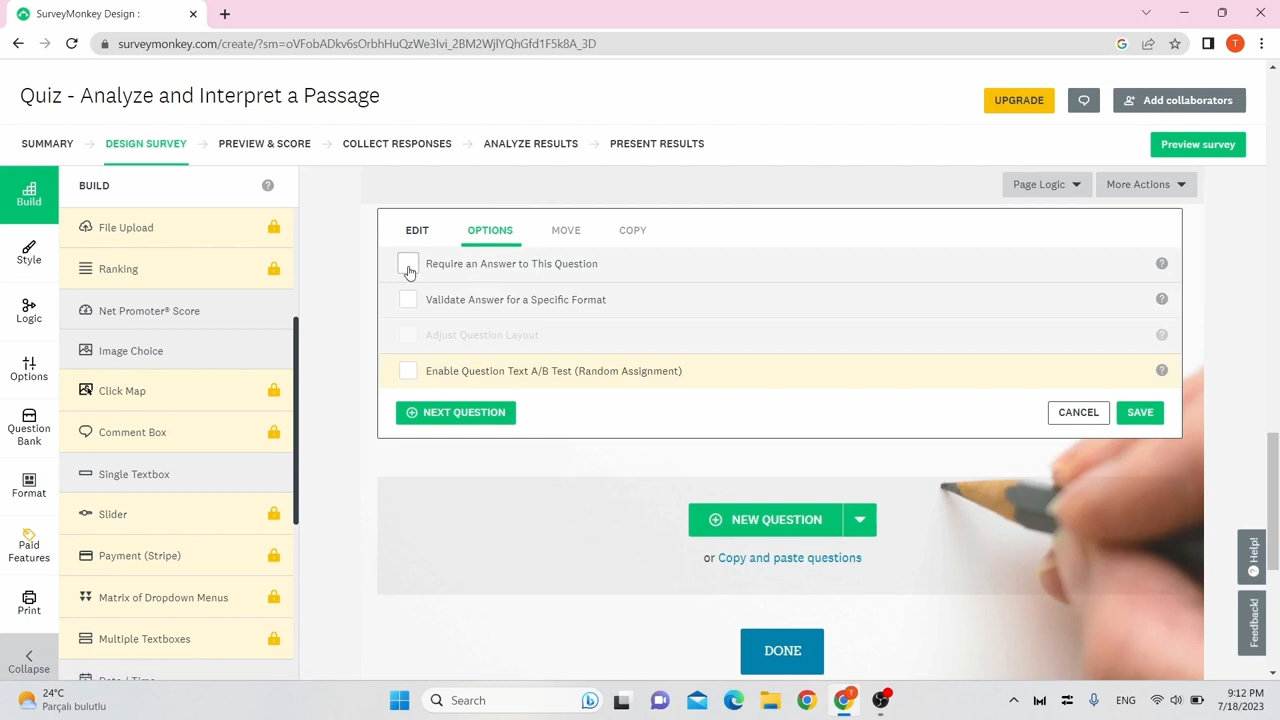 SurveyMonkey Design :
surveymonkey.com/create/?sm=oVFobADkv6sOrbhHuQzWe3Ivi_2BM2WjlYQhGfd1F5k8A_3D
T
Quiz - Analyze and Interpret a Passage
UPGRADE
Add collaborators
SUMMARY
DESIGN SURVEY
PREVIEW & SCORE
COLLECT RESPONSES
ANALYZE RESULTS
PRESENT RESULTS
Preview survey
Build
Style
Logic
Options
Question
Bank
Format
Paid
Features
Print
Collapse
BUILD
File Upload
Ranking
Net Promoter® Score
Image Choice
Click Map
Comment Box
Single Textbox
Slider
Payment (Stripe)
Matrix of Dropdown Menus
Multiple Textboxes
Page Logic
More Actions
EDIT
OPTIONS
MOVE
COPY
Require an Answer to This Question
Validate Answer for a Specific Format
Adjust Question Layout
Enable Question Text A/B Test (Random Assignment)
NEXT QUESTION
CANCEL
SAVE
NEW QUESTION
or Copy and paste questions
DONE
Help!
Feedback!
24°C
Parçalı bulutlu
Search
ENG
9:12 PM
7/18/2023